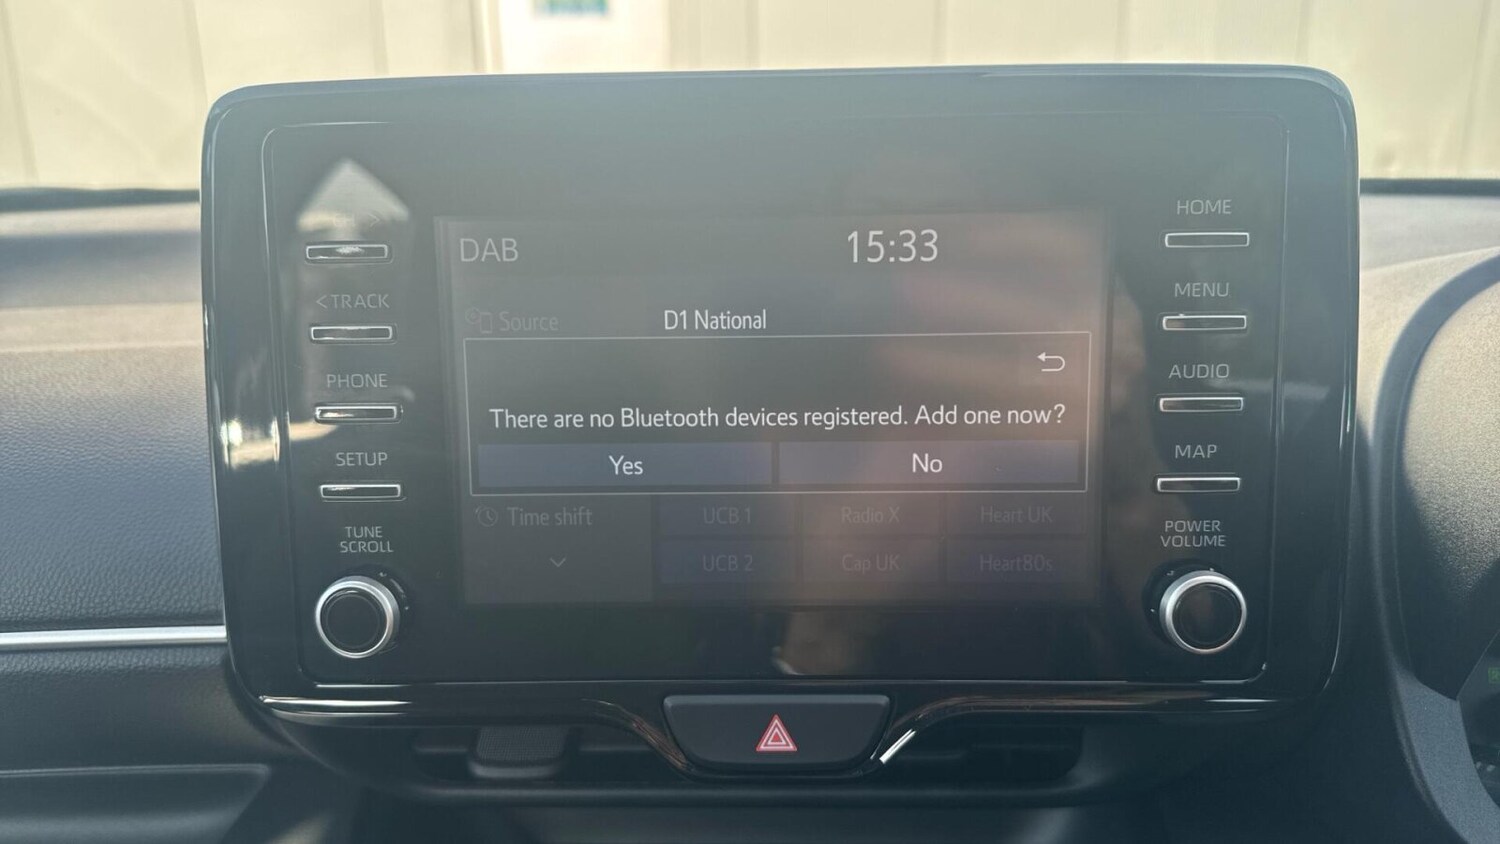 DAB
15:33
Source
D1 National
There are no Bluetooth devices registered. Add one now?
Yes
No
Time shift
UCB 1
Radio X
Heart UK
UCB 2
Cap UK
Heart80s
< TRACK
PHONE
SETUP
TUNE
SCROLL
HOME
MENU
AUDIO
MAP
POWER
VOLUME